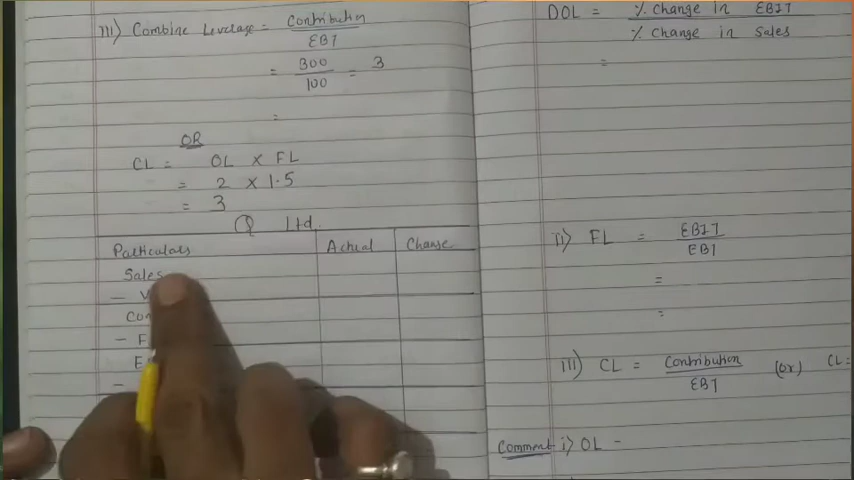 III) Combine Leverage = Contribution
EBT
= 300 = 3
100
=
OR
CL = OL x FL
= 2 x 1.5
= 3
Q Ltd.
Particulars Actual Change
Sales
- V
Con
- F
E
-
DOL = % change in EBIT
% change in sales
=
II) FL = EBIT
EBT
=
=
III) CL = Contribution (or) CL =
EBT
Comment i) OL -